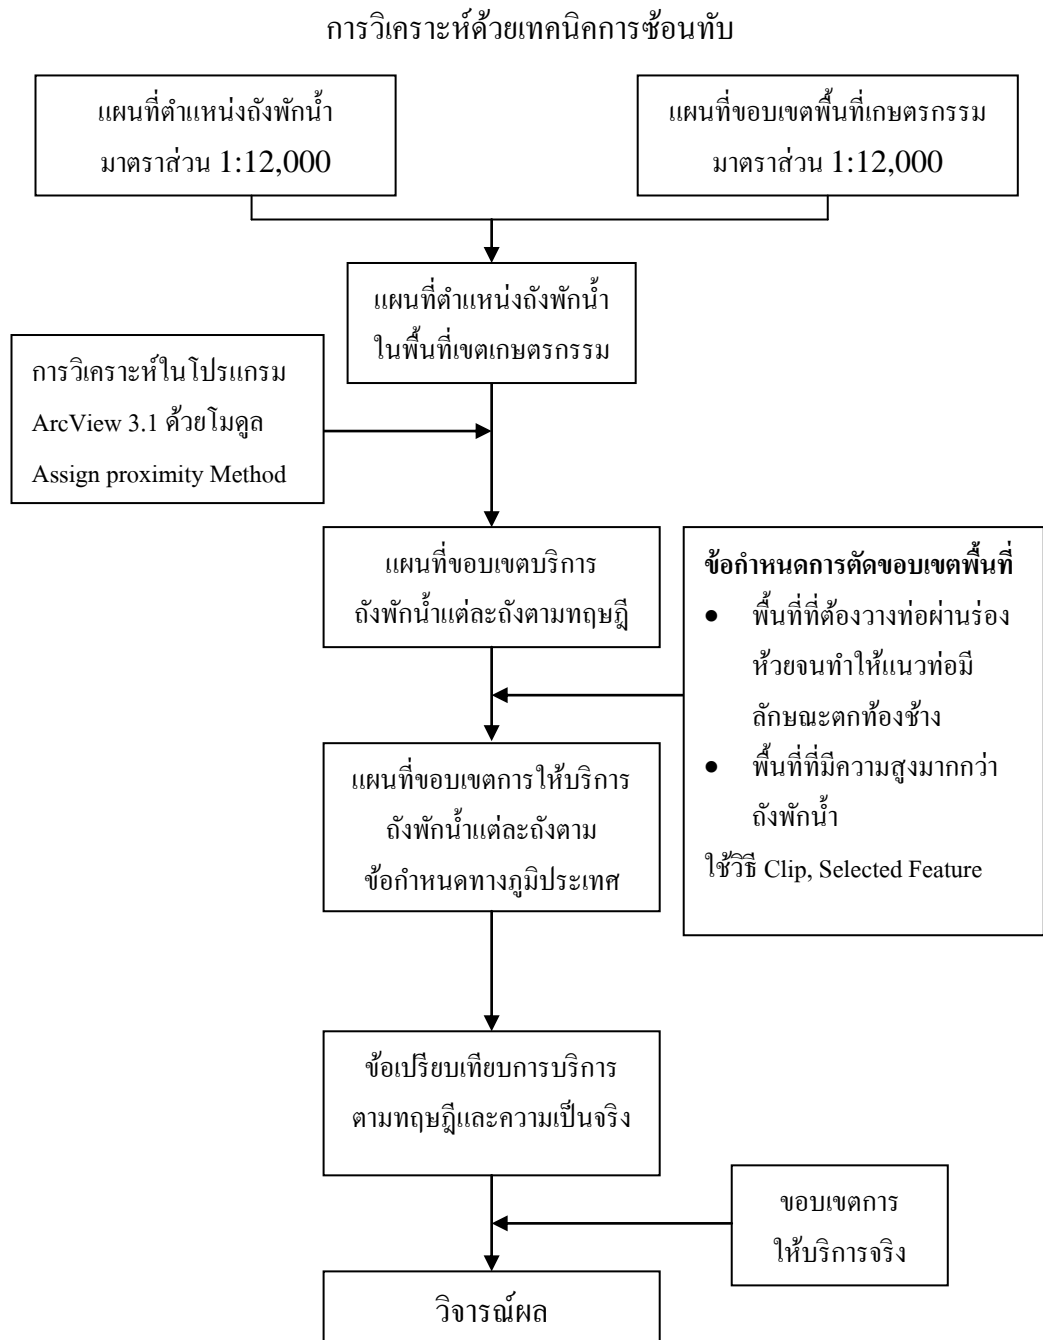 การวิเคราะห์ด้วยเทคนิคการซ้อนทับ
แผนที่ตำแหน่งถังพักน้ำ
มาตราส่วน 1:12,000
แผนที่ขอบเขตพื้นที่เกษตรกรรม
มาตราส่วน 1:12,000
แผนที่ตำแหน่งถังพักน้ำ
ในพื้นที่เขตเกษตรกรรม
การวิเคราะห์ในโปรแกรม
ArcView 3.1 ด้วยโมดูล
Assign proximity Method
แผนที่ขอบเขตบริการ
ถังพักน้ำแต่ละถังตามทฤษฎี
ข้อกำหนดการตัดขอบเขตพื้นที่
• พื้นที่ที่ต้องวางท่อผ่านร่อง
ห้วยจนทำให้แนวท่อมี
ลักษณะตกท้องช้าง
• พื้นที่ที่มีความสูงมากกว่า
ถังพักน้ำ
ใช้วิธี Clip, Selected Feature
แผนที่ขอบเขตการให้บริการ
ถังพักน้ำแต่ละถังตาม
ข้อกำหนดทางภูมิประเทศ
ข้อเปรียบเทียบการบริการ
ตามทฤษฎีและความเป็นจริง
ขอบเขตการ
ให้บริการจริง
วิจารณ์ผล